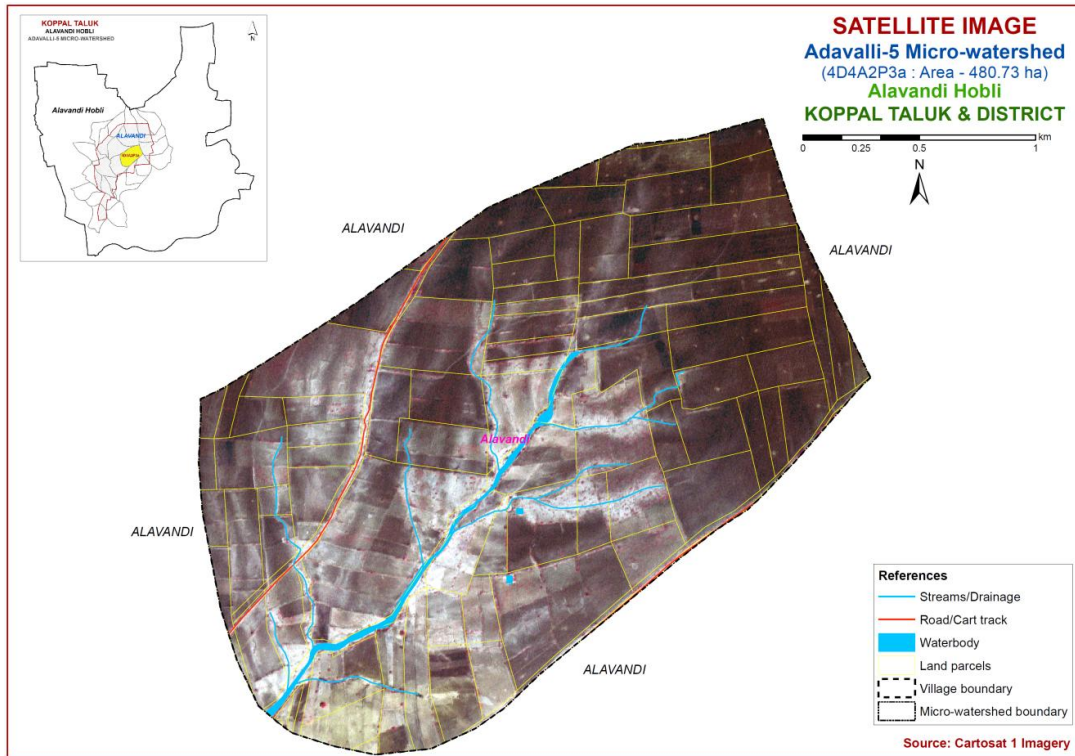 KOPPAL TALUK
ALAVANDI HOBLI
ADAVALLI-5 MICRO-WATERSHED
N
Alavandi Hobli
ALAVANDI
SATELLITE IMAGE
Adavalli-5 Micro-watershed
(4D4A2P3a : Area - 480.73 ha)
Alavandi Hobli
KOPPAL TALUK & DISTRICT
km
0 0.25 0.5 1
N
ALAVANDI
ALAVANDI
Alavandi
ALAVANDI
ALAVANDI
References
Streams/Drainage
Road/Cart track
Waterbody
Land parcels
Village boundary
Micro-watershed boundary
Source: Cartosat 1 Imagery